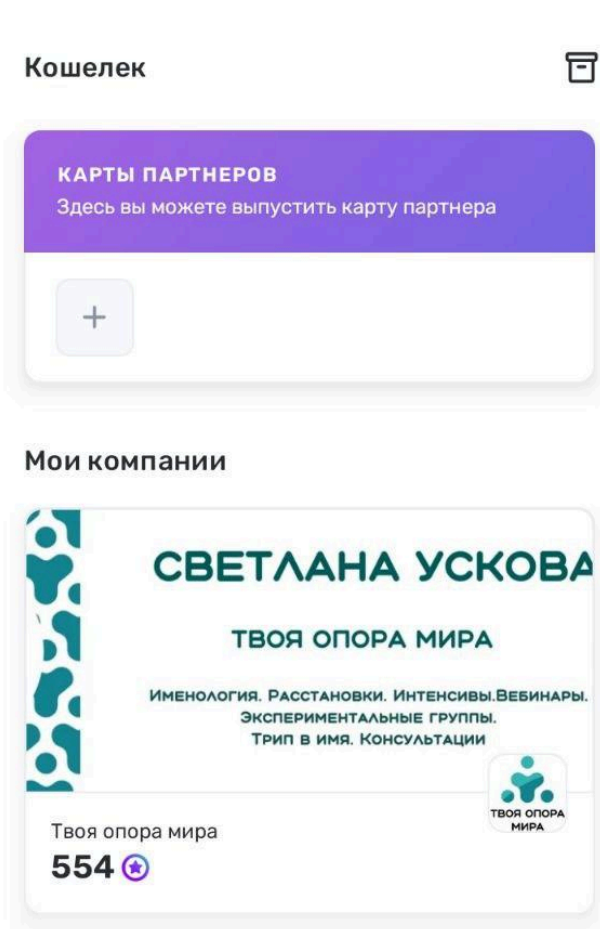 Кошелек
КАРТЫ ПАРТНЕРОВ
Здесь вы можете выпустить карту партнера
Мои компании
СВЕТЛАНА УСКОВА
ТВОЯ ОПОРА МИРА
Именология. Расстановки. Интенсивы.Вебинары.
Экспериментальные группы.
Трип в имя. Консультации
ТВОЯ ОПОРА
МИРА
Твоя опора мира
554